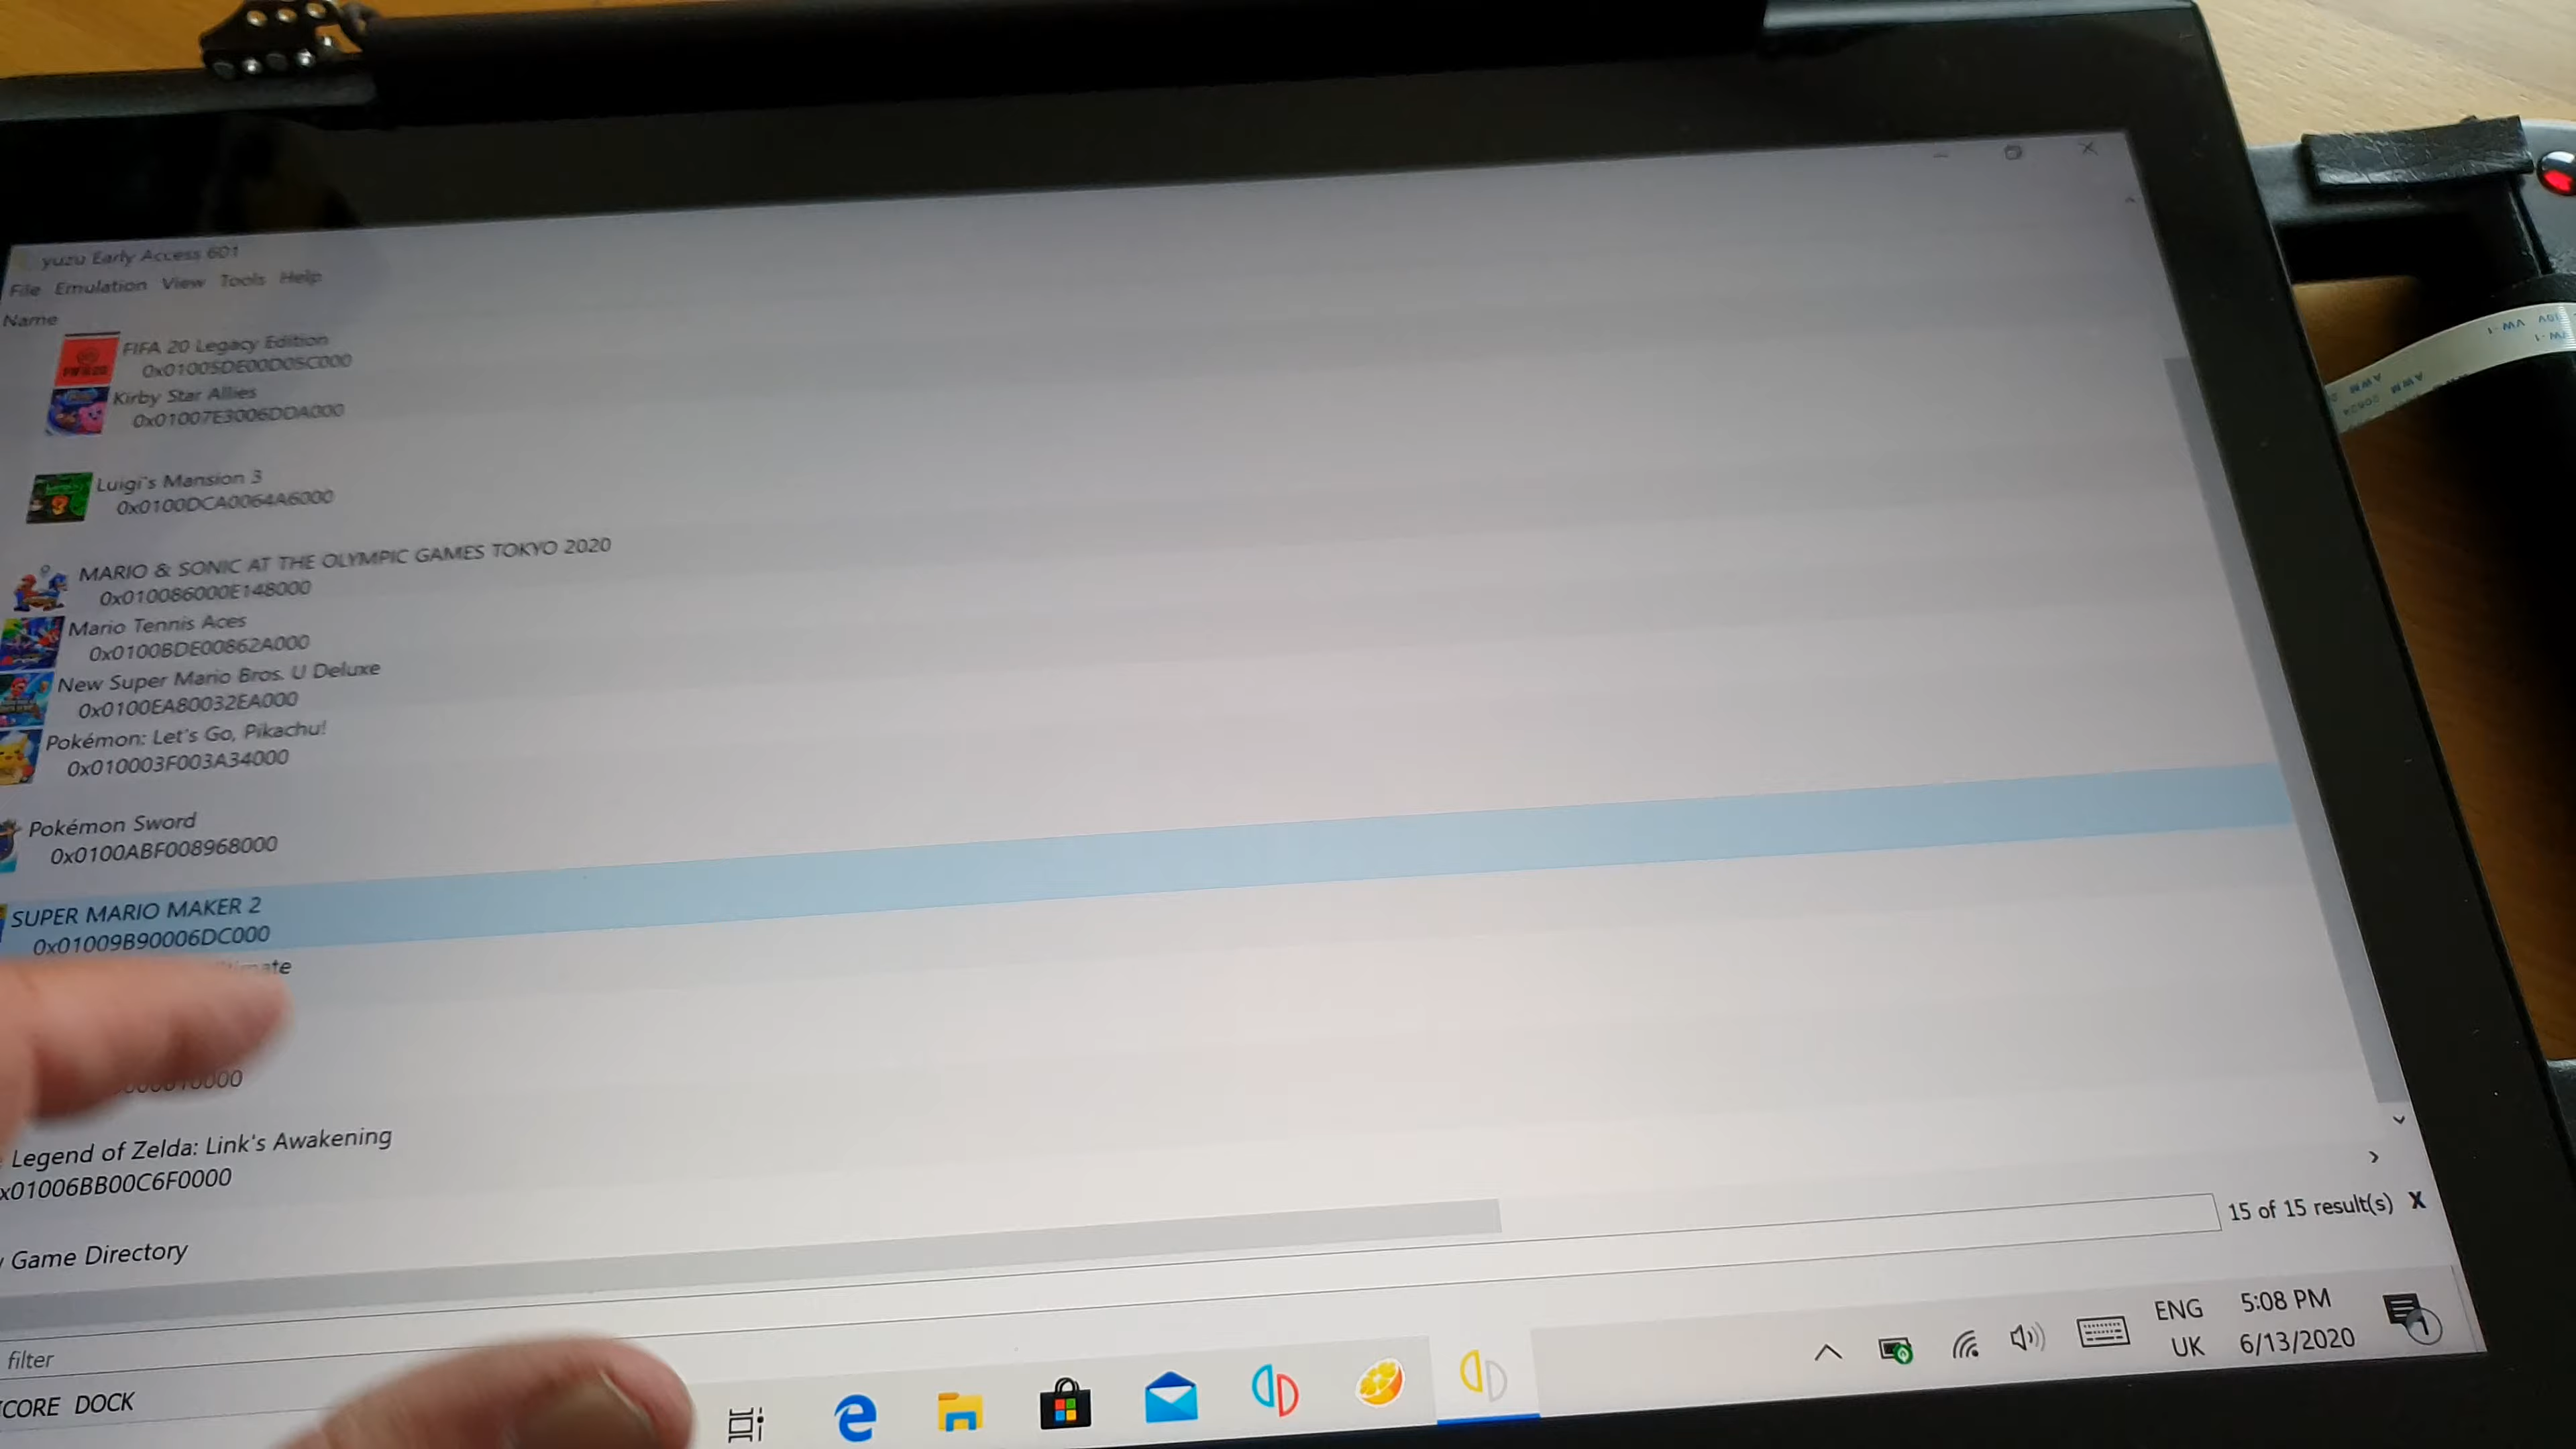 yuzu Early Access 601
File Emulation View Tools Help
Name
FIFA 20 Legacy Edition
0x01005DE00D05C000
Kirby Star Allies
0x01007E3006DDA000
Luigi's Mansion 3
0x0100DCA0064A6000
MARIO & SONIC AT THE OLYMPIC GAMES TOKYO 2020
0x010086000E148000
Mario Tennis Aces
0x0100BDE00862A000
New Super Mario Bros. U Deluxe
0x0100EA80032EA000
Pokémon: Let's Go, Pikachu!
0x010003F003A34000
Pokémon Sword
0x0100ABF008968000
SUPER MARIO MAKER 2
0x01009B90006DC000
Legend of Zelda: Link's Awakening
x01006BB00C6F0000
Game Directory
15 of 15 result(s) X
filter
CORE DOCK
ENG
UK
5:08 PM
6/13/2020
1